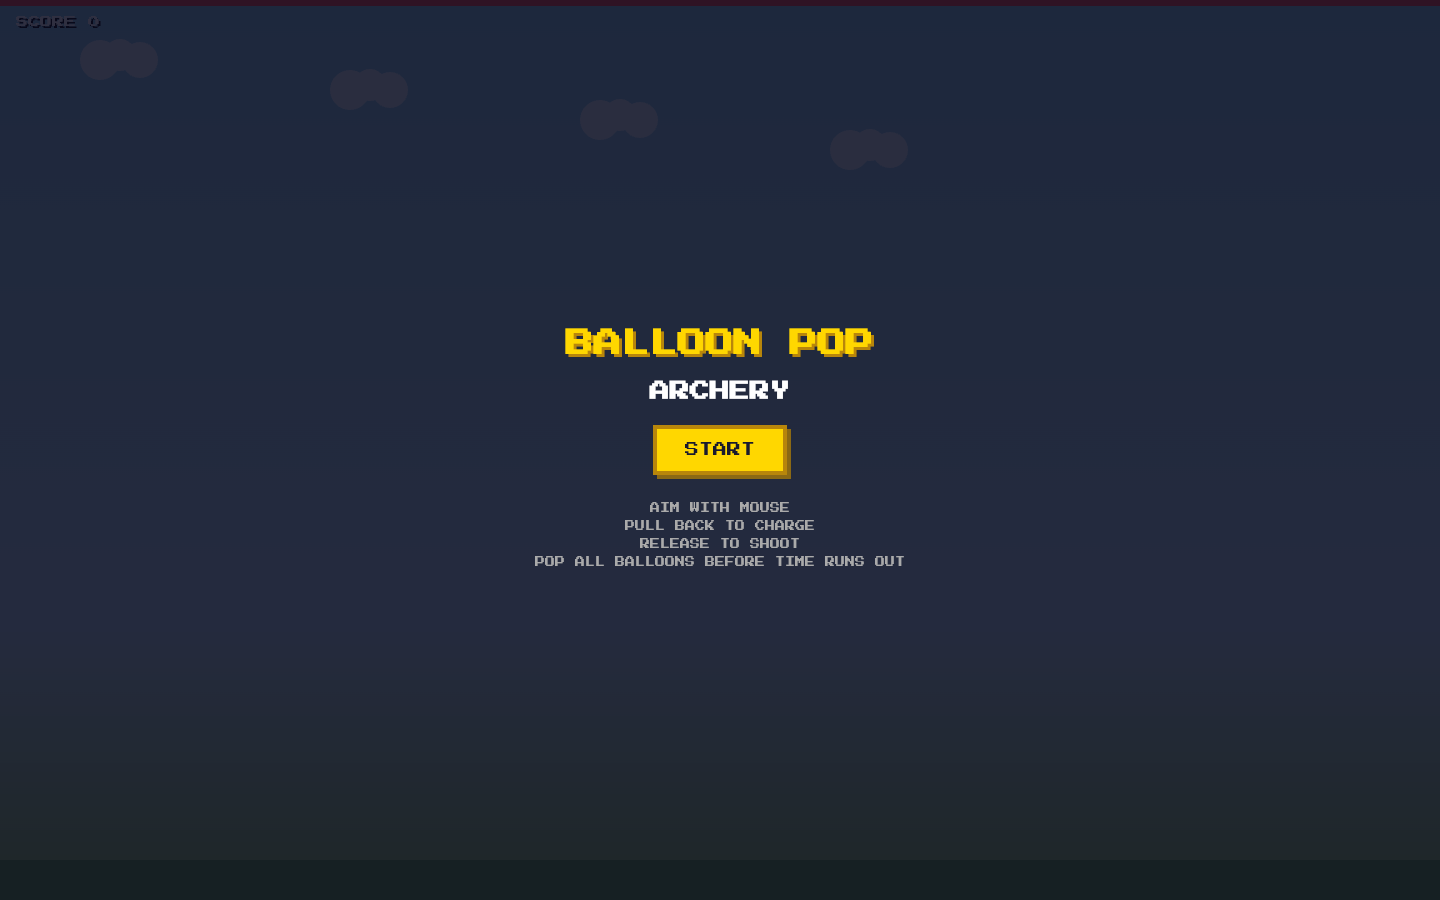 SCORE 0
BALLOON POP
ARCHERY
START
AIM WITH MOUSE
PULL BACK TO CHARGE
RELEASE TO SHOOT
POP ALL BALLOONS BEFORE TIME RUNS OUT